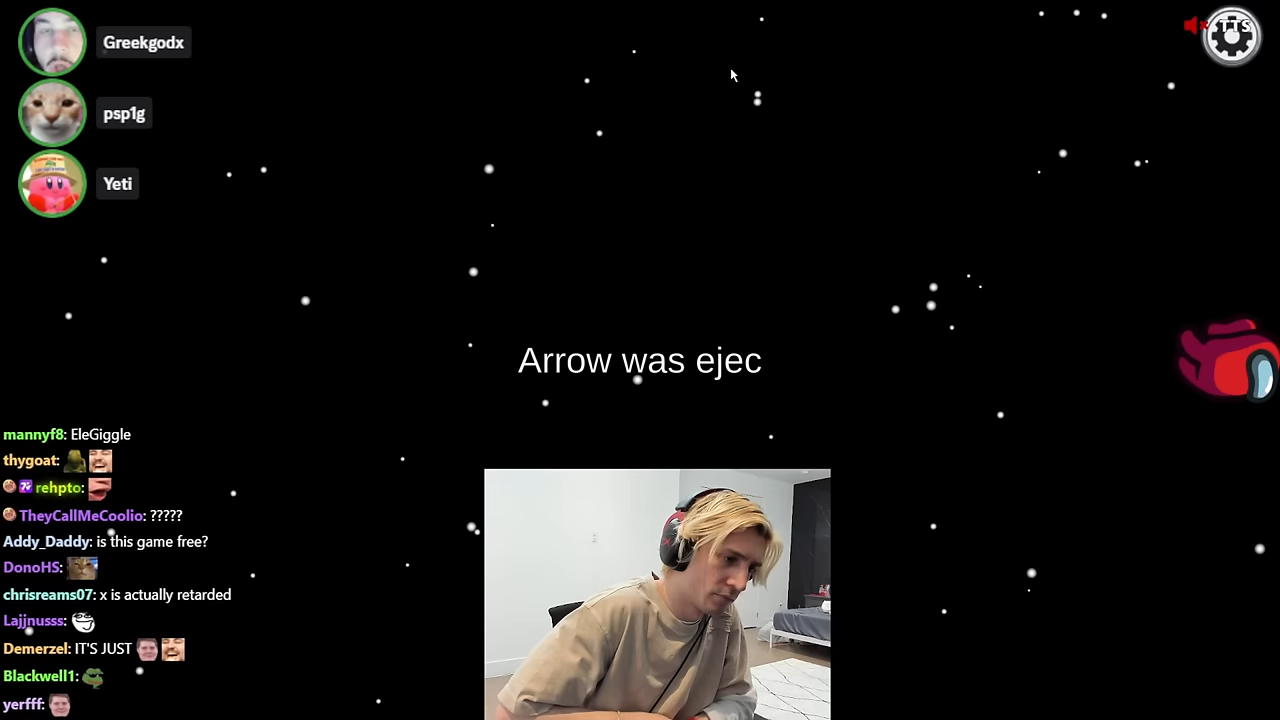 Greekgodx
psp1g
Yeti
TTS
Arrow was ejec
mannyf8: EleGiggle
thygoat:
rehpto:
TheyCallMeCoolio: ?????
Addy_Daddy: is this game free?
DonoHS:
chrisreams07: x is actually retarded
Lajjnusss:
Demerzel: IT'S JUST
Blackwell1:
yerfff: